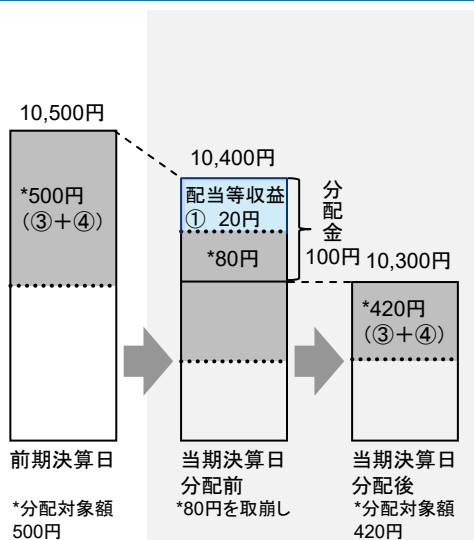 10,500円
*500円
(③+④)
前期決算日
*分配対象額
500円
10,400円
配当等収益
① 20円
*80円
分配金
100円
当期決算日
分配前
*80円を取崩し
10,300円
*420円
(③+④)
当期決算日
分配後
*分配対象額
420円